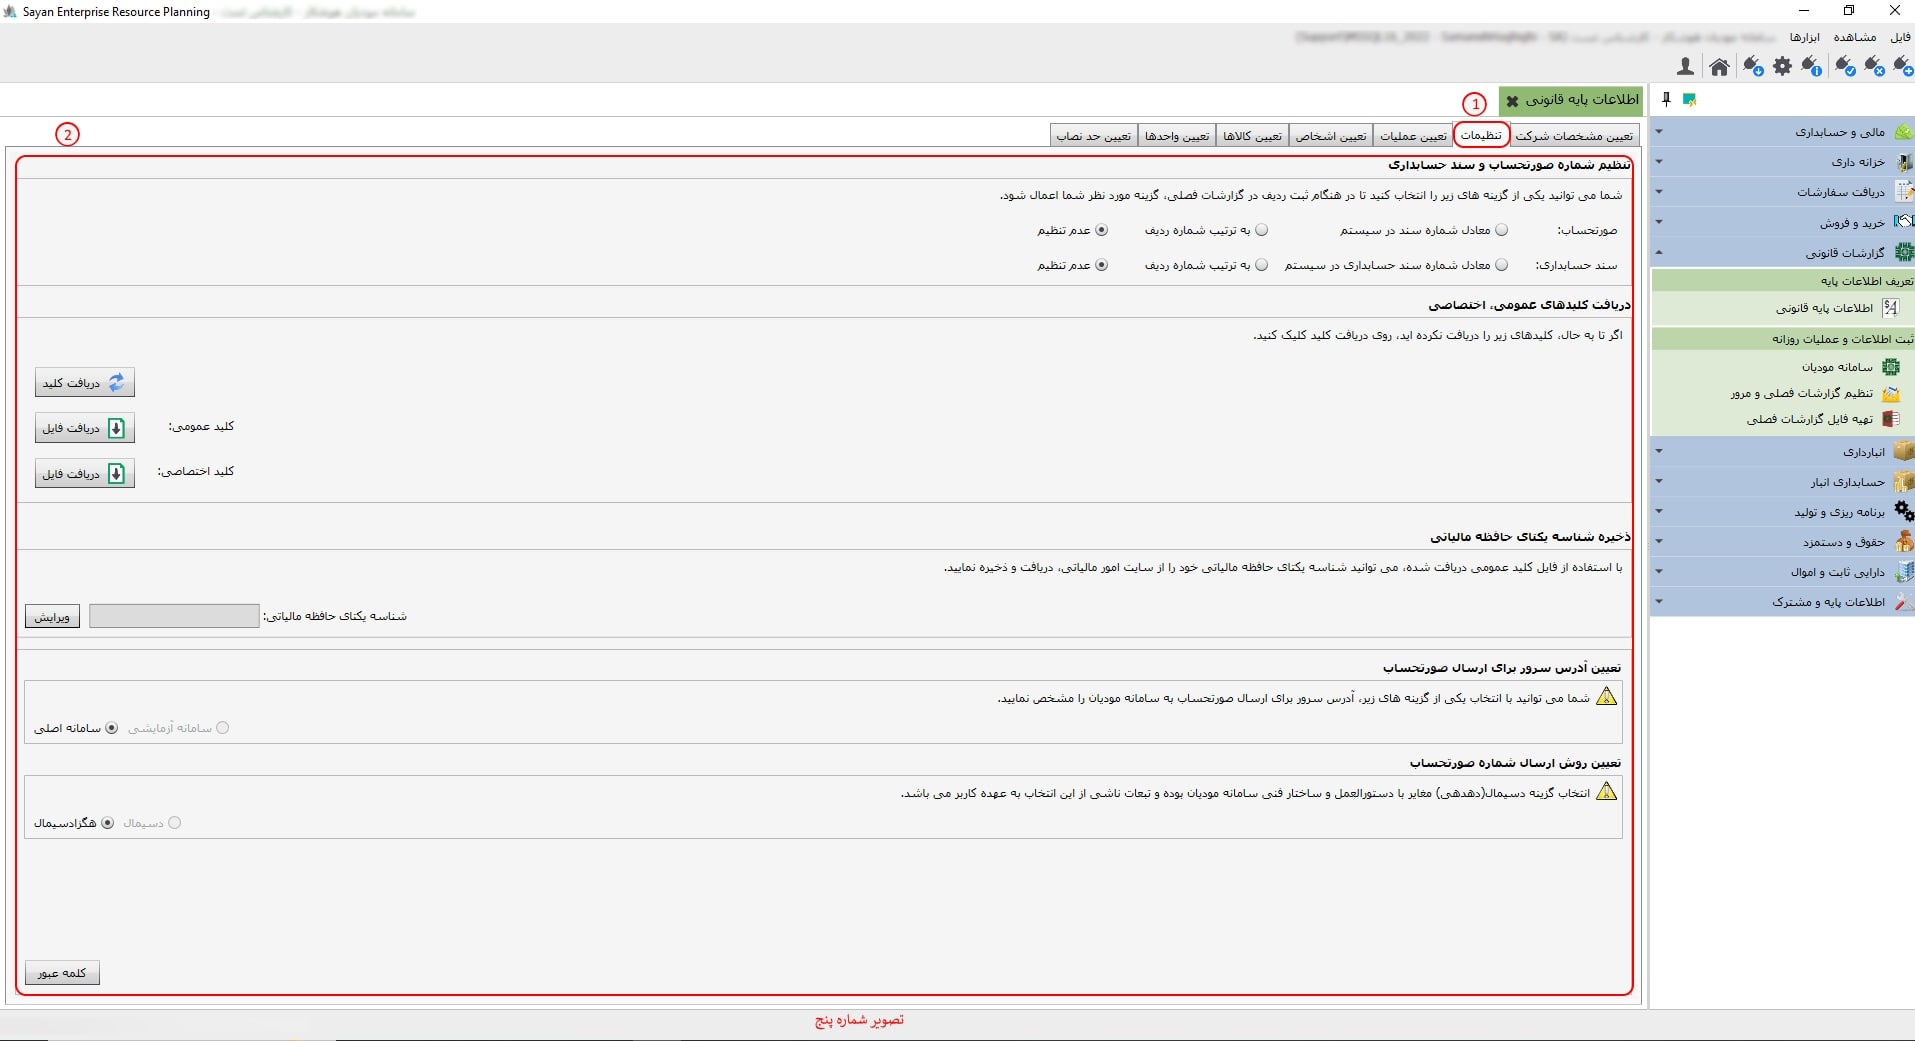 Sayan Enterprise Resource Planning
فایل مشاهده ابزارها
اطلاعات پایه قانونی
1
2
تعیین مشخصات شرکت تنظیمات تعیین عملیات تعیین اشخاص تعیین کالاها تعیین واحدها تعیین حد نصاب
تنظیم شماره صورتحساب و سند حسابداری
شما می توانید یکی از گزینه های زیر را انتخاب کنید تا در هنگام ثبت ردیف در گزارشات فصلی، گزینه مورد نظر شما اعمال شود.
صورتحساب: معادل شماره سند در سیستم به ترتیب شماره ردیف عدم تنظیم
سند حسابداری: معادل شماره سند حسابداری در سیستم به ترتیب شماره ردیف عدم تنظیم
دریافت کلیدهای عمومی، اختصاصی
اگر تا به حال، کلیدهای زیر را دریافت نکرده اید، روی دریافت کلید کلیک کنید.
دریافت کلید
کلید عمومی: دریافت فایل
کلید اختصاصی: دریافت فایل
ذخیره شناسه یکتای حافظه مالیاتی
با استفاده از فایل کلید عمومی دریافت شده، می توانید شناسه یکتای حافظه مالیاتی خود را از سایت امور مالیاتی، دریافت و ذخیره نمایید.
شناسه یکتای حافظه مالیاتی: ویرایش
تعیین آدرس سرور برای ارسال صورتحساب
شما می توانید با انتخاب یکی از گزینه های زیر، آدرس سرور برای ارسال صورتحساب به سامانه مودیان را مشخص نمایید.
سامانه آزمایشی سامانه اصلی
تعیین روش ارسال شماره صورتحساب
انتخاب گزینه دسیمال(دهدهی) مغایر با دستورالعمل و ساختار فنی سامانه مودیان بوده و تبعات ناشی از این انتخاب به عهده کاربر می باشد.
دسیمال هگزادسیمال
کلمه عبور
مالی و حسابداری
خزانه داری
دریافت سفارشات
خرید و فروش
گزارشات قانونی
تعریف اطلاعات پایه
اطلاعات پایه قانونی
ثبت اطلاعات و عملیات روزانه
سامانه مودیان
تنظیم گزارشات فصلی و مرور
تهیه فایل گزارشات فصلی
انبارداری
حسابداری انبار
برنامه ریزی و تولید
حقوق و دستمزد
دارایی ثابت و اموال
اطلاعات پایه و مشترک
تصویر شماره پنج